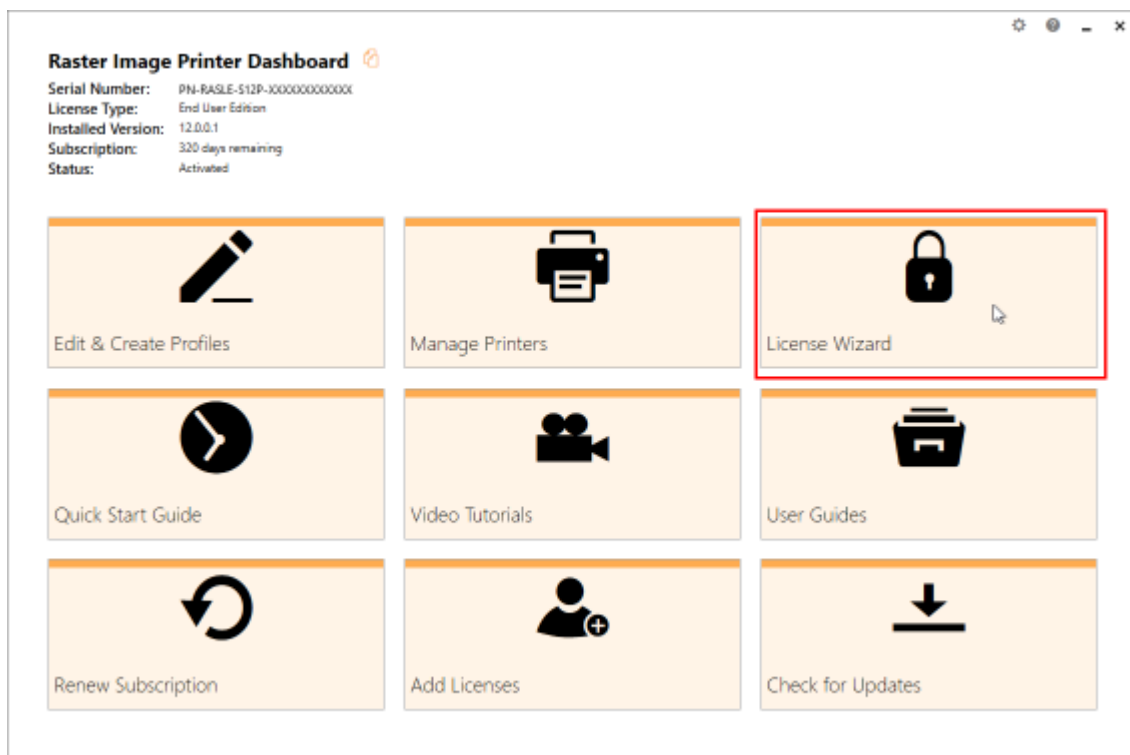 Raster Image Printer Dashboard
Serial Number: PN-RASLE-S12P-XXXXXXXXXXXX
License Type: End User Edition
Installed Version: 12.0.0.1
Subscription: 320 days remaining
Status: Activated
Edit & Create Profiles Manage Printers License Wizard
Quick Start Guide Video Tutorials User Guides
Renew Subscription Add Licenses Check for Updates